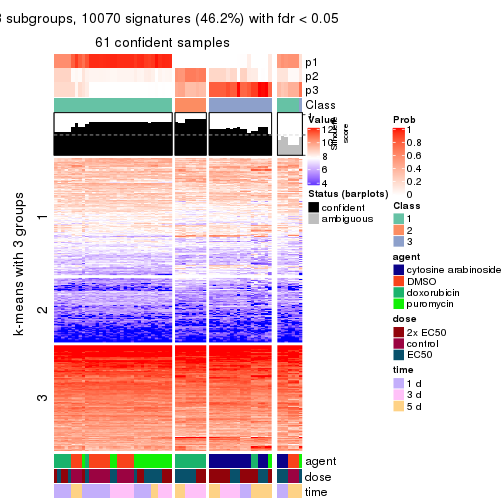 3 subgroups, 10070 signatures (46.2%) with fdr < 0.05
61 confident samples
p1
p2
p3
Class
Value
12
8
6
4
score
Status (barplots)
confident
ambiguous
Prob
1
0.8
0.6
0.4
0.2
0
Class
1
2
3
agent
cytosine arabinoside
DMSO
doxorubicin
puromycin
dose
2x EC50
control
EC50
time
1 d
3 d
5 d
k-means with 3 groups
1
2
3
agent
dose
time